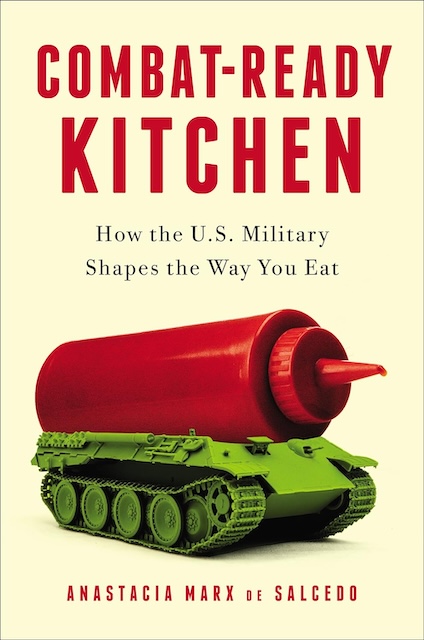 COMBAT-READY
KITCHEN
How the U.S. Military
Shapes the Way You Eat
ANASTACIA MARX DE SALCEDO